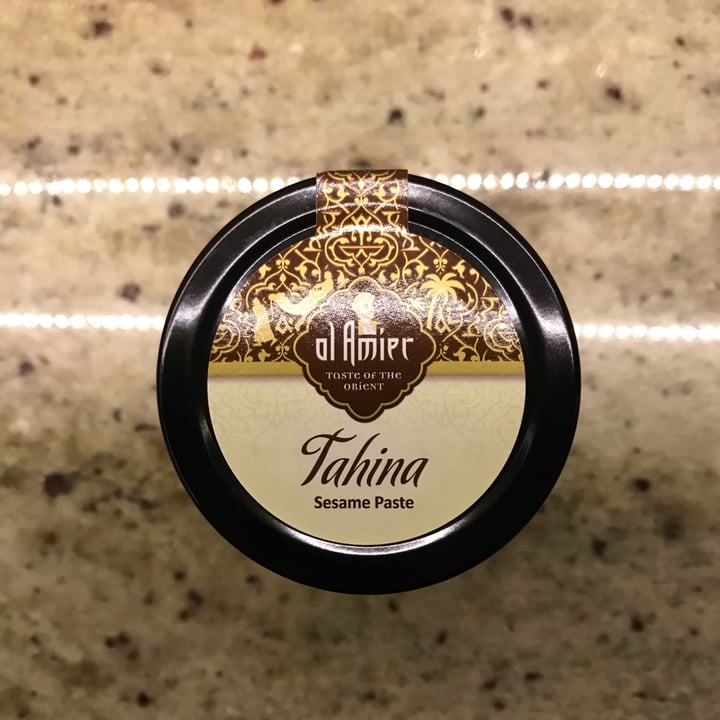 al Amier
TASTE OF THE
ORIENT
Tahina
Sesame Paste